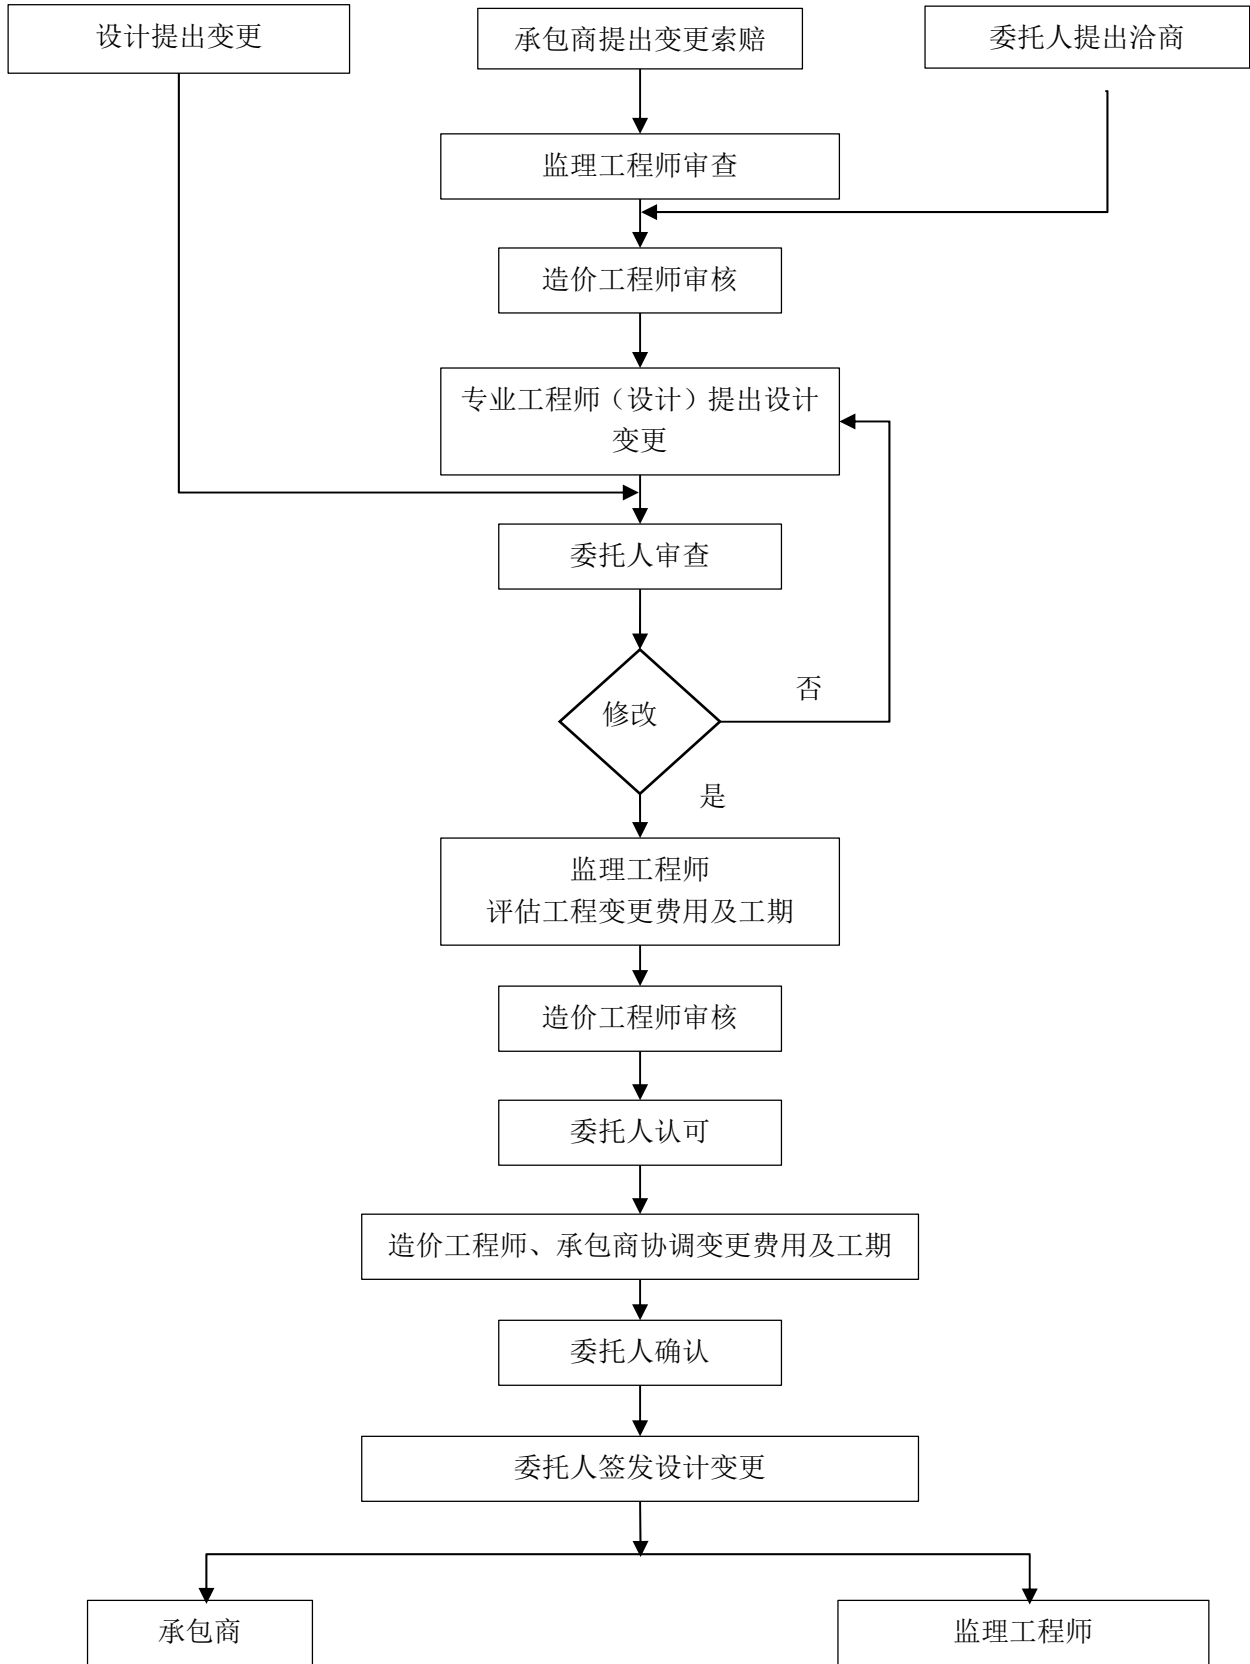 设计提出变更
承包商提出变更索赔
委托人提出洽商
监理工程师审查
造价工程师审核
专业工程师（设计）提出设计
变更
委托人审查
否
修改
是
监理工程师
评估工程变更费用及工期
造价工程师审核
委托人认可
造价工程师、承包商协调变更费用及工期
委托人确认
委托人签发设计变更
承包商
监理工程师